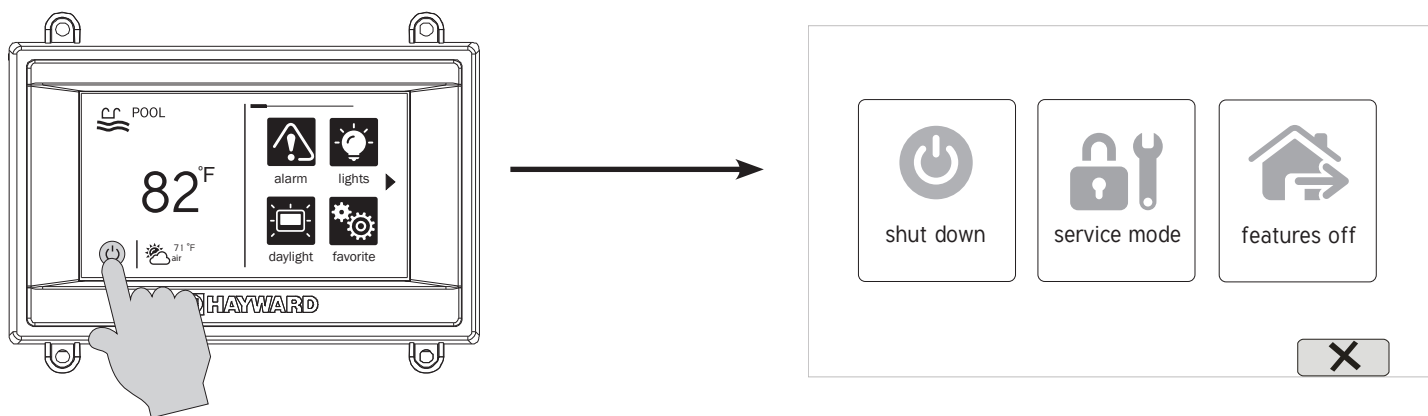 POOL
82°F
71 °F
air
alarm
lights
daylight
favorite
HAYWARD
shut down
service mode
features off